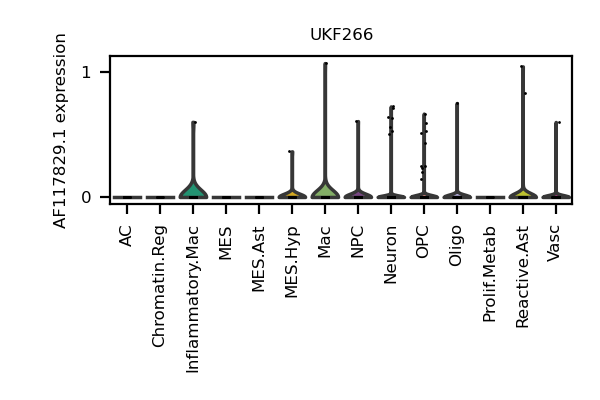 UKF266
AF117829.1 expression
1
0
AC
Chromatin.Reg
Inflammatory.Mac
MES
MES.Ast
MES.Hyp
Mac
NPC
Neuron
OPC
Oligo
Prolif.Metab
Reactive.Ast
Vasc